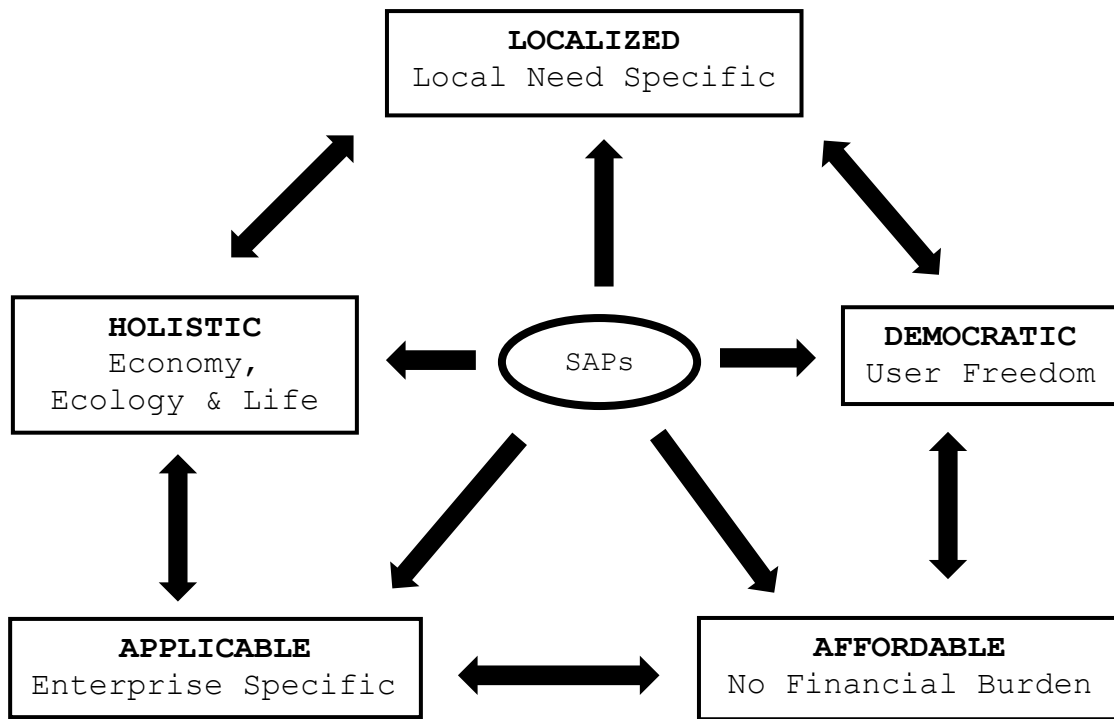 LOCALIZED
Local Need Specific
HOLISTIC
Economy,
Ecology & Life
SAPs
DEMOCRATIC
User Freedom
APPLICABLE
Enterprise Specific
AFFORDABLE
No Financial Burden